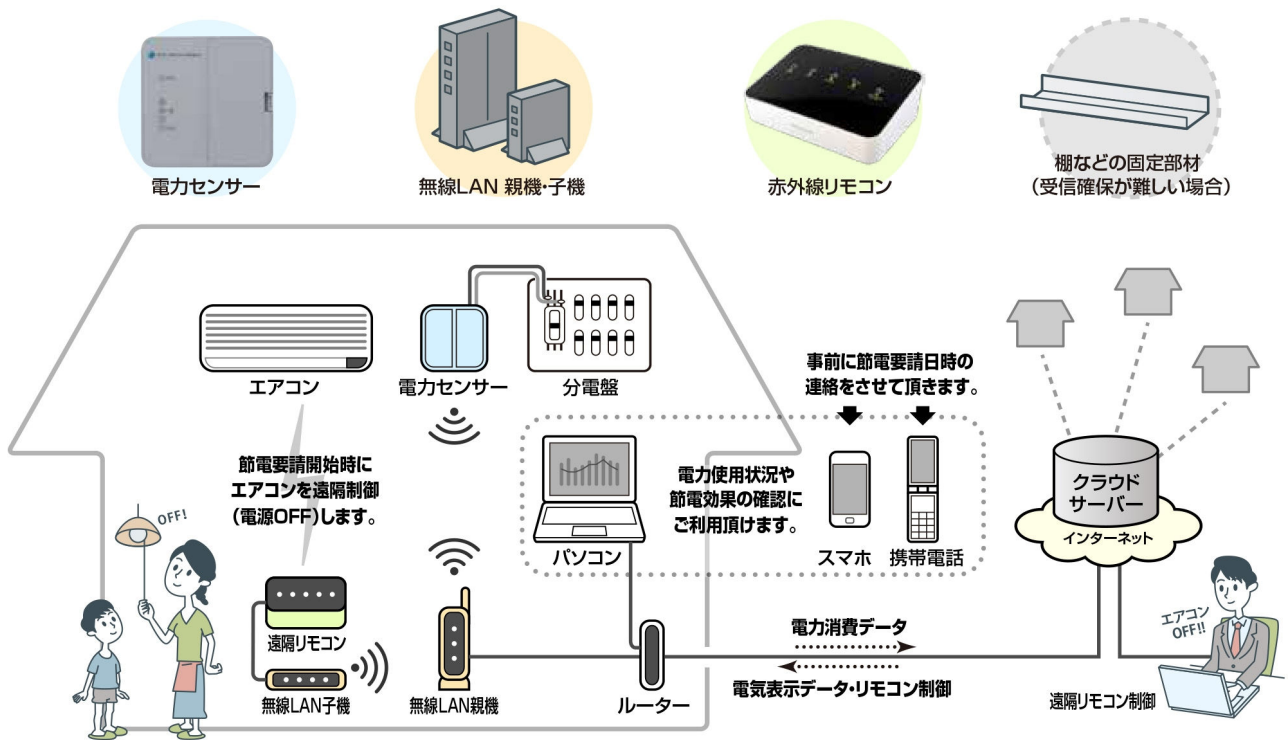 電力センサー
無線LAN 親機・子機
赤外線リモコン
棚などの固定部材
（受信確保が難しい場合）
エアコン
電力センサー
分電盤
事前に節電要請日時の
連絡をさせて頂きます。
節電要請開始時に
エアコンを遠隔制御
（電源OFF）します。
電力使用状況や
節電効果の確認に
ご利用頂けます。
パソコン
スマホ
携帯電話
クラウド
サーバー
インターネット
OFF!
遠隔リモコン
無線LAN子機
無線LAN親機
ルーター
電力消費データ
電気表示データ・リモコン制御
エアコン
OFF!!
遠隔リモコン制御